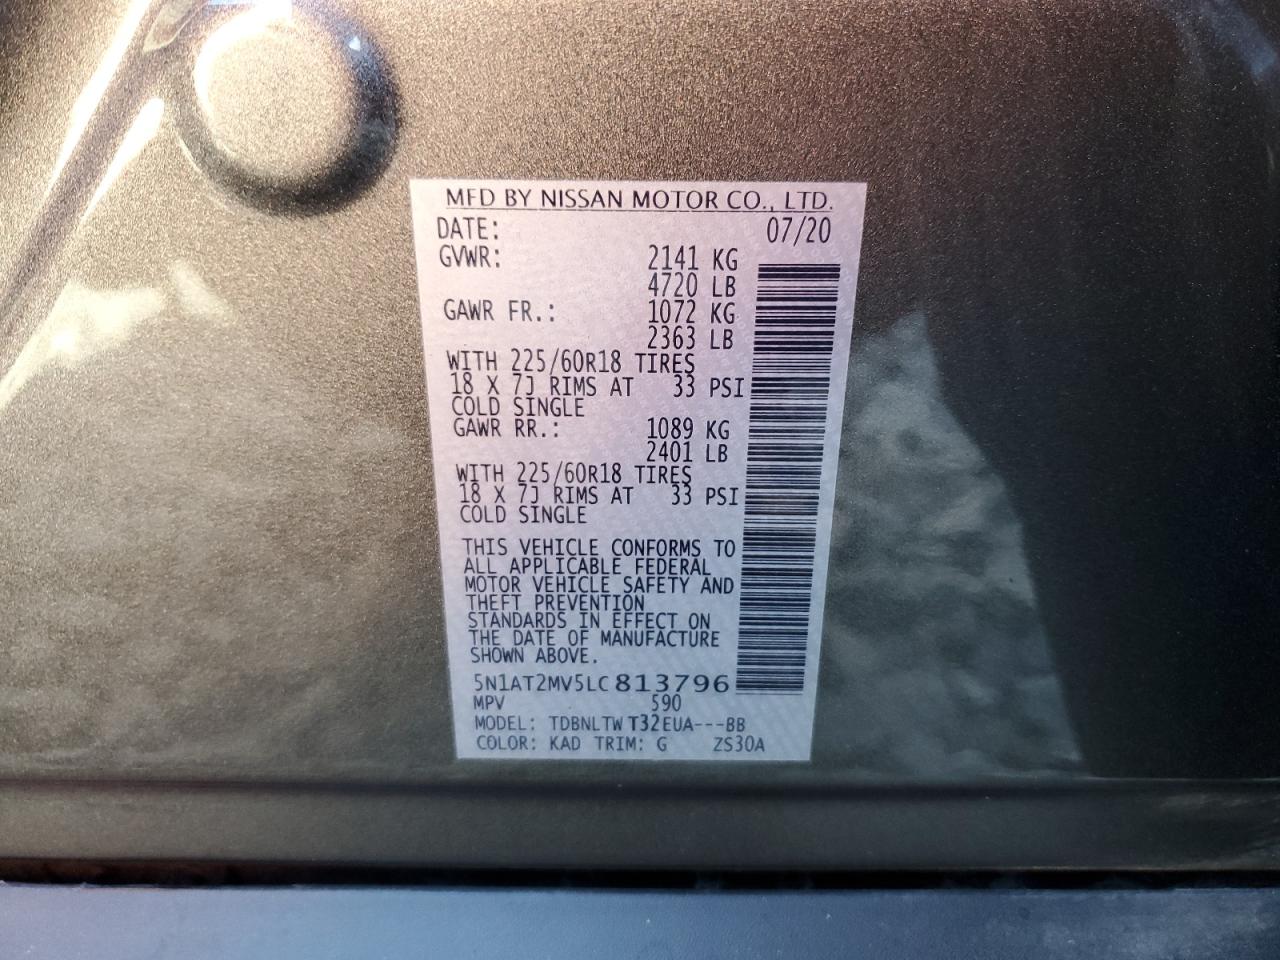 MFD BY NISSAN MOTOR CO., LTD.
DATE: 07/20
GVWR: 2141 KG
4720 LB
GAWR FR.: 1072 KG
2363 LB
WITH 225/60R18 TIRES
18 X 7J RIMS AT 33 PSI
COLD SINGLE
GAWR RR.: 1089 KG
2401 LB
WITH 225/60R18 TIRES
18 X 7J RIMS AT 33 PSI
COLD SINGLE
THIS VEHICLE CONFORMS TO
ALL APPLICABLE FEDERAL
MOTOR VEHICLE SAFETY AND
THEFT PREVENTION
STANDARDS IN EFFECT ON
THE DATE OF MANUFACTURE
SHOWN ABOVE.
5N1AT2MV5LC813796
MPV 590
MODEL: TDBNLTW T32EUA---BB
COLOR: KAD TRIM: G ZS30A